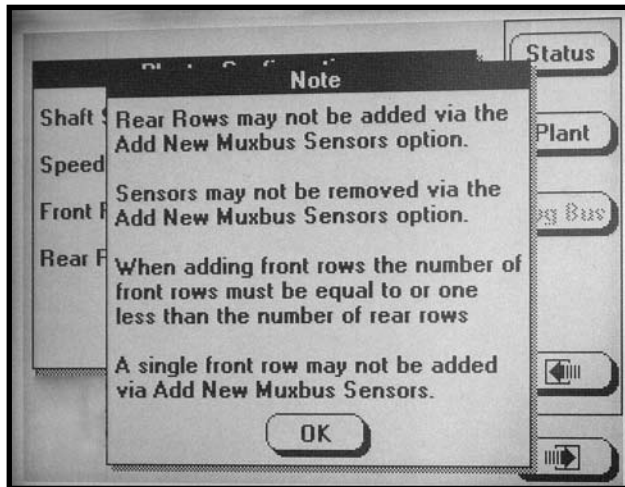 Status
Note
Shaft
Rear Rows may not be added via the
Add New Muxbus Sensors option.
Plant
Speed
Sensors may not be removed via the
Add New Muxbus Sensors option.
Front
Bus
Rear
When adding front rows the number of
front rows must be equal to or one
less than the number of rear rows
A single front row may not be added
via Add New Muxbus Sensors.
OK